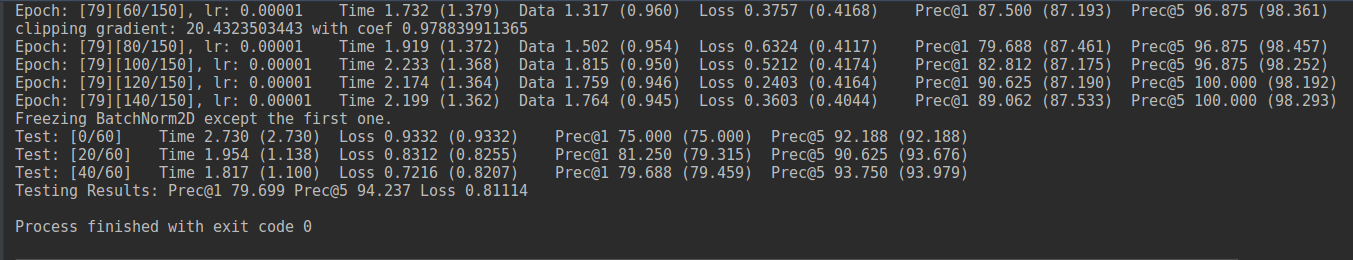 Epoch: [79][60/150], lr: 0.00001    Time 1.732 (1.379)  Data 1.317 (0.960)  Loss 0.3757 (0.4168)    Prec@1 87.500 (87.193)  Prec@5 96.875 (98.361)
clipping gradient: 20.4323503443 with coef 0.978839911365
Epoch: [79][80/150], lr: 0.00001    Time 1.919 (1.372)  Data 1.502 (0.954)  Loss 0.6324 (0.4117)    Prec@1 79.688 (87.461)  Prec@5 96.875 (98.457)
Epoch: [79][100/150], lr: 0.00001   Time 2.233 (1.368)  Data 1.815 (0.950)  Loss 0.5212 (0.4174)    Prec@1 82.812 (87.175)  Prec@5 96.875 (98.252)
Epoch: [79][120/150], lr: 0.00001   Time 2.174 (1.364)  Data 1.759 (0.946)  Loss 0.2403 (0.4164)    Prec@1 90.625 (87.190)  Prec@5 100.000 (98.192)
Epoch: [79][140/150], lr: 0.00001   Time 2.199 (1.362)  Data 1.764 (0.945)  Loss 0.3603 (0.4044)    Prec@1 89.062 (87.533)  Prec@5 100.000 (98.293)
Freezing BatchNorm2D except the first one.
Test: [0/60]    Time 2.730 (2.730)  Loss 0.9332 (0.9332)    Prec@1 75.000 (75.000)  Prec@5 92.188 (92.188)
Test: [20/60]   Time 1.954 (1.138)  Loss 0.8312 (0.8255)    Prec@1 81.250 (79.315)  Prec@5 90.625 (93.676)
Test: [40/60]   Time 1.817 (1.100)  Loss 0.7216 (0.8207)    Prec@1 79.688 (79.459)  Prec@5 93.750 (93.979)
Testing Results: Prec@1 79.699 Prec@5 94.237 Loss 0.81114
Process finished with exit code 0